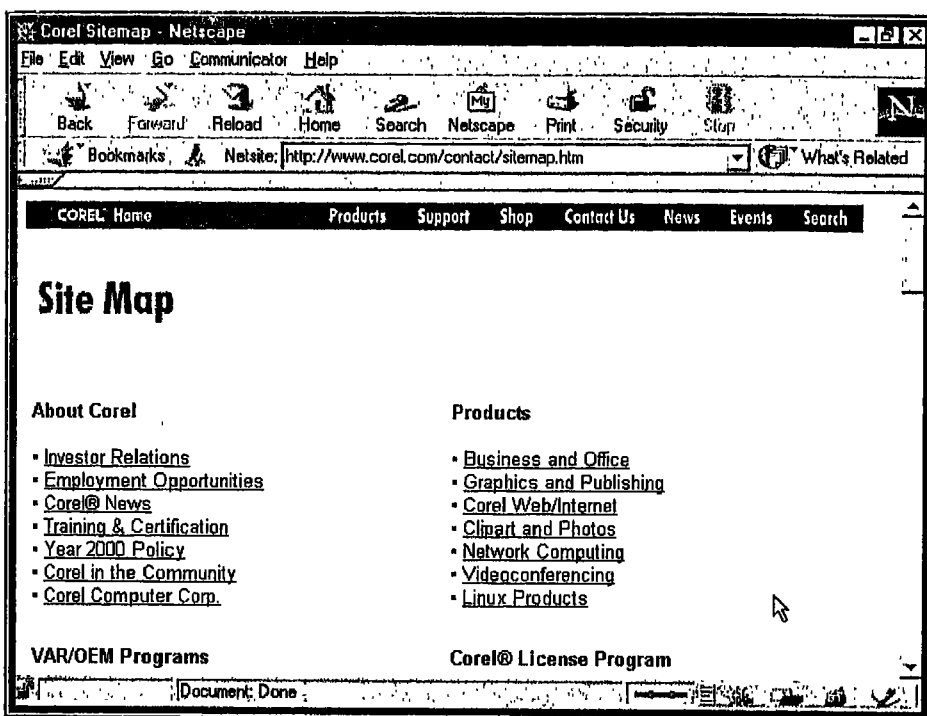 Corel Sitemap - Netscape
File Edit View Go Communicator Help
My N
Back Forward Reload Home Search Netscape Print Security Stop
Bookmarks Netsite: http://www.corel.com/contact/sitemap.htm What's Related
COREL Home Products Support Shop Contact Us News Events Search
Site Map
About Corel
▪ Investor Relations
▪ Employment Opportunities
▪ Corel® News
▪ Training & Certification
▪ Year 2000 Policy
▪ Corel in the Community
▪ Corel Computer Corp.
VAR/OEM Programs
Products
▪ Business and Office
▪ Graphics and Publishing
▪ Corel Web/Internet
▪ Clipart and Photos
▪ Network Computing
▪ Videoconferencing
▪ Linux Products
Corel® License Program
Document: Done